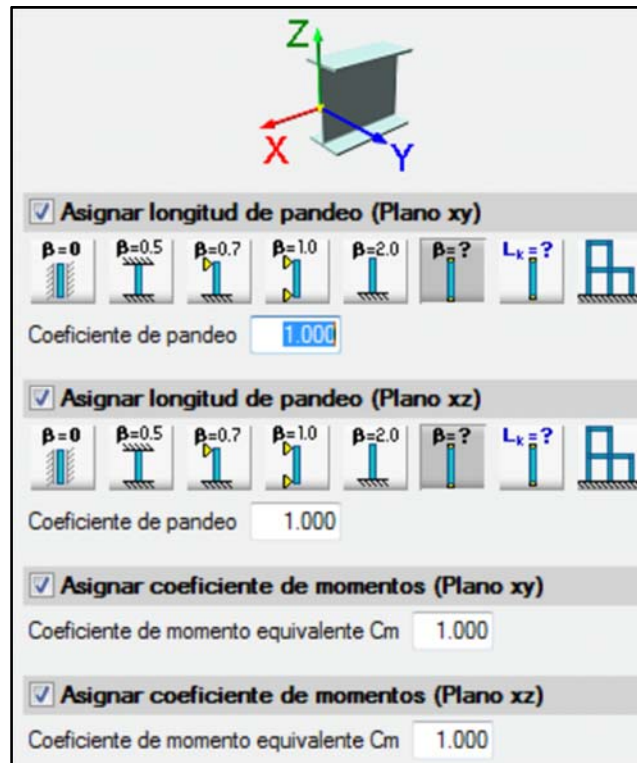 Z
X
Y
Asignar longitud de pandeo (Plano xy)
β=0 β=0.5 β=0.7 β=1.0 β=2.0 β=? Lk=?
Coeficiente de pandeo 1.000
Asignar longitud de pandeo (Plano xz)
β=0 β=0.5 β=0.7 β=1.0 β=2.0 β=? Lk=?
Coeficiente de pandeo 1.000
Asignar coeficiente de momentos (Plano xy)
Coeficiente de momento equivalente Cm 1.000
Asignar coeficiente de momentos (Plano xz)
Coeficiente de momento equivalente Cm 1.000